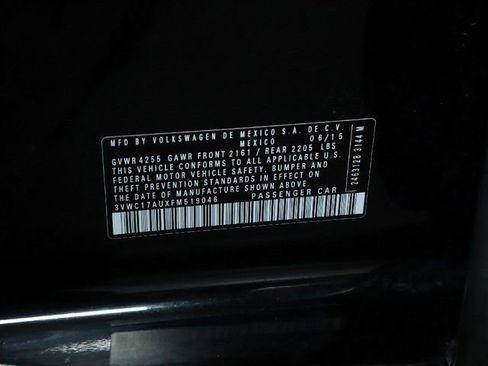 GMFD BY VOLKSWAGEN DE MEXICO S.A. DE C.V.
MEXICO 06/15
GVWR 4255 GAWR FRONT 2161 / REAR 2205 LBS
THIS VEHICLE CONFORMS TO ALL APPLICABLE U.S.
FEDERAL MOTOR VEHICLE SAFETY, BUMPER AND
THEFT PREVENTION STANDARDS IN EFFECT ON
THE DATE OF MANUFACTURE SHOWN ABOVE.
3VWC17AUXFM519046 PASSENGER CAR
2463128 3144 M